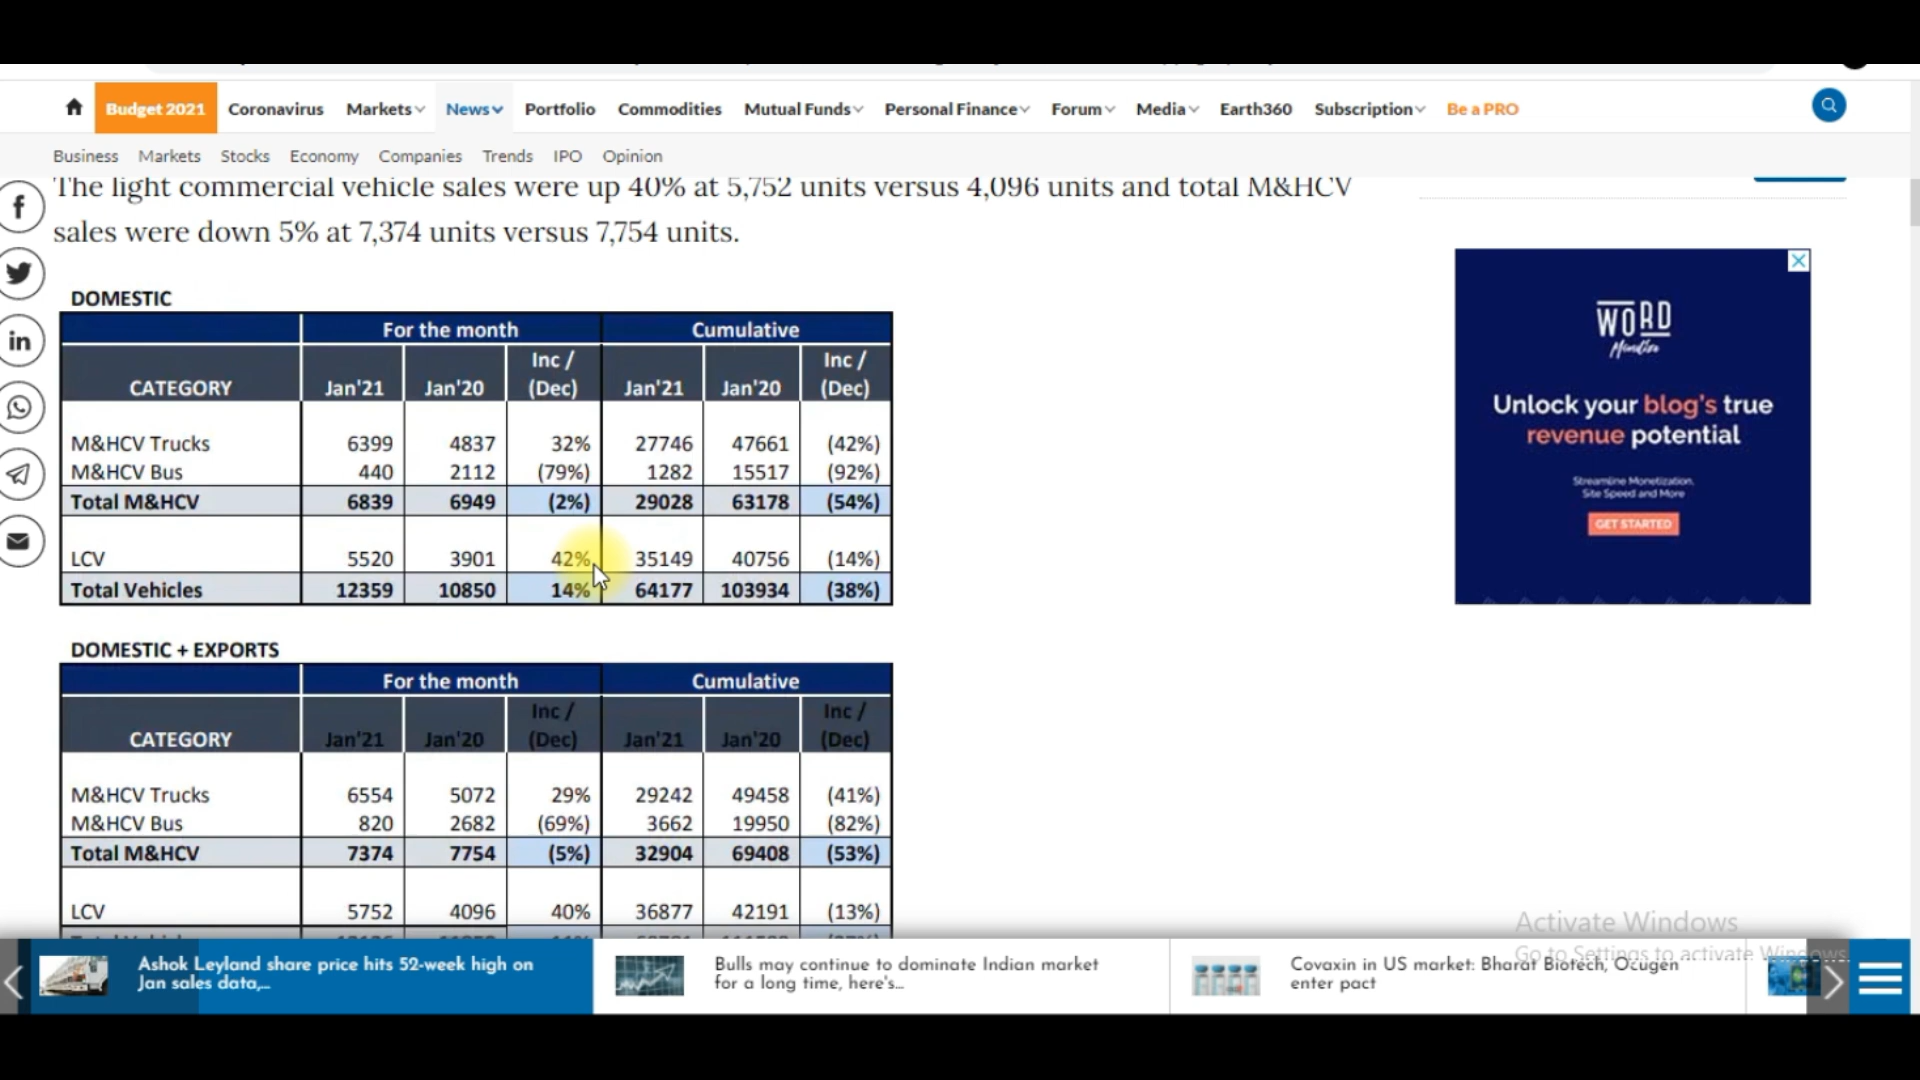 Budget 2021 Coronavirus Markets News Portfolio Commodities Mutual Funds Personal Finance Forum Media Earth360 Subscription Be a PRO
Business Markets Stocks Economy Companies Trends IPO Opinion
The light commercial vehicle sales were up 40% at 5,752 units versus 4,096 units and total M&HCV
sales were down 5% at 7,374 units versus 7,754 units.
DOMESTIC
For the month Cumulative
CATEGORY Jan'21 Jan'20 Inc / (Dec) Jan'21 Jan'20 Inc / (Dec)
M&HCV Trucks 6399 4837 32% 27746 47661 (42%)
M&HCV Bus 440 2112 (79%) 1282 15517 (92%)
Total M&HCV 6839 6949 (2%) 29028 63178 (54%)
LCV 5520 3901 42% 35149 40756 (14%)
Total Vehicles 12359 10850 14% 64177 103934 (38%)
DOMESTIC + EXPORTS
For the month Cumulative
CATEGORY Jan'21 Jan'20 Inc / (Dec) Jan'21 Jan'20 Inc / (Dec)
M&HCV Trucks 6554 5072 29% 29242 49458 (41%)
M&HCV Bus 820 2682 (69%) 3662 19950 (82%)
Total M&HCV 7374 7754 (5%) 32904 69408 (53%)
LCV 5752 4096 40% 36877 42191 (13%)
WORD
Monetize
Unlock your blog's true
revenue potential
Streamline Monetization,
Site Speed and More
GET STARTED
Activate Windows
Go to Settings to activate Windows
Ashok Leyland share price hits 52-week high on
Jan sales data,...
Bulls may continue to dominate Indian market
for a long time, here's...
Covaxin in US market: Bharat Biotech, Ocugen
enter pact